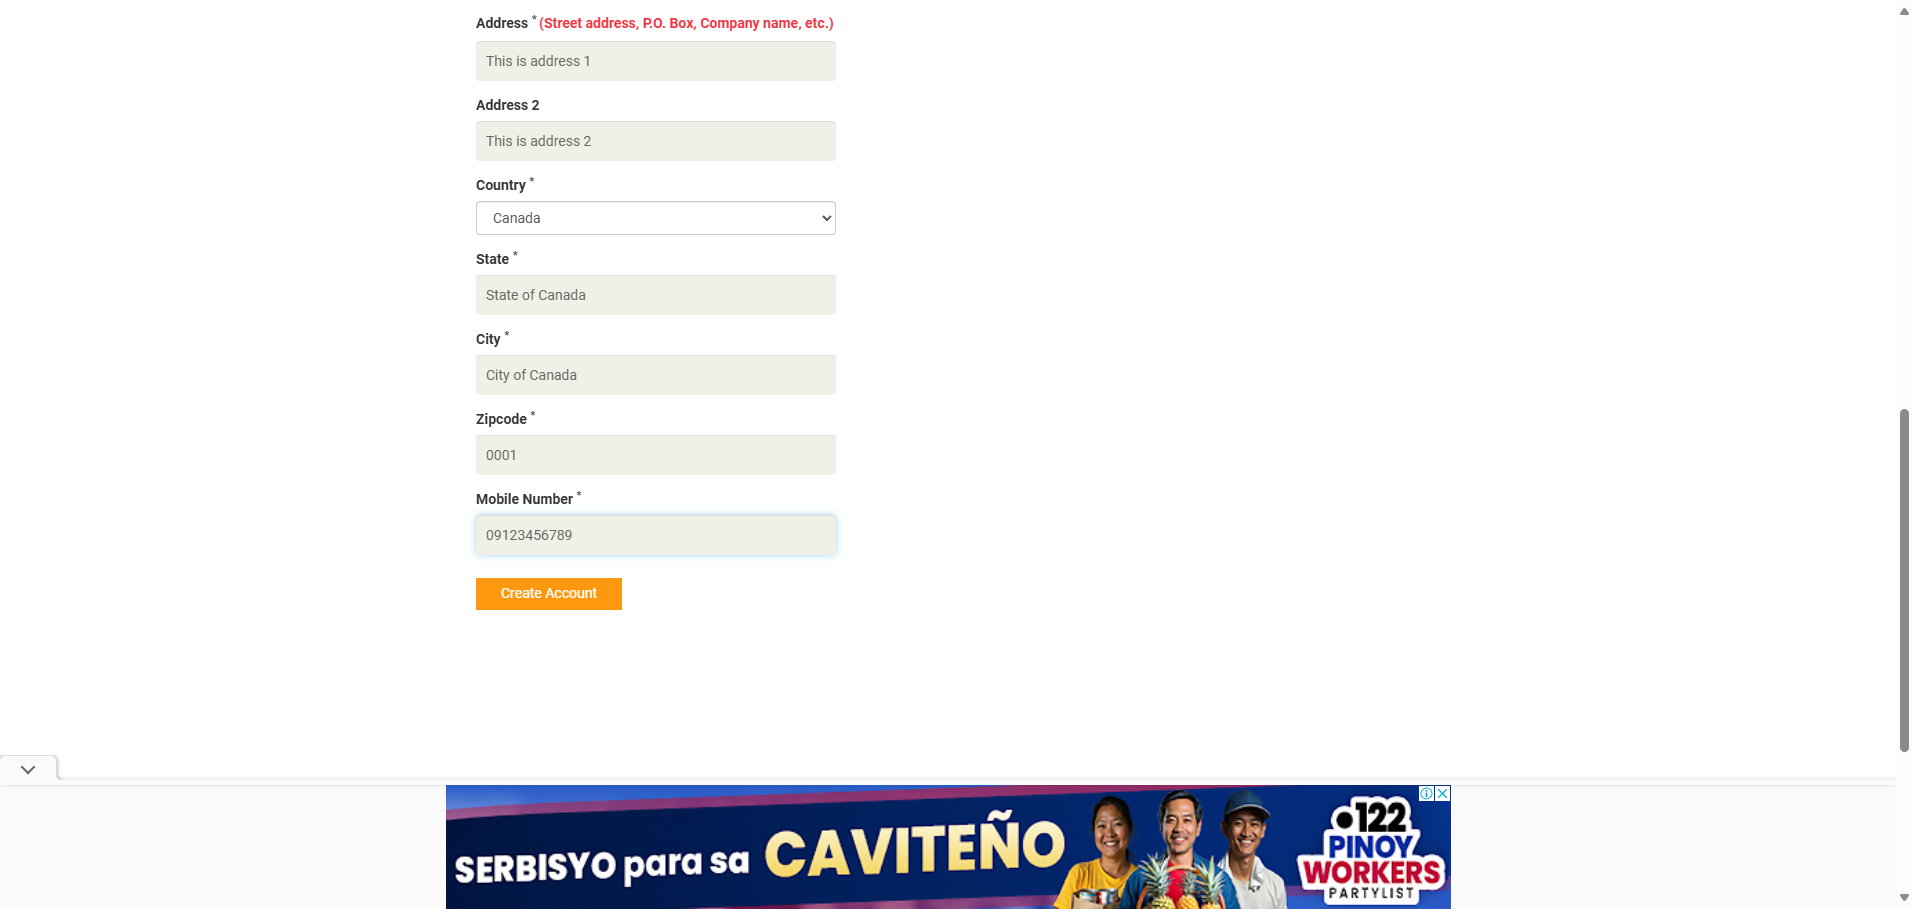 Address * (Street address, P.O. Box, Company name, etc.)
This is address 1
Address 2
This is address 2
Country *
Canada
State *
State of Canada
City *
City of Canada
Zipcode *
0001
Mobile Number *
09123456789
Create Account
SERBISYO para sa CAVITEÑO
122
PINOY
WORKERS
PARTYLIST